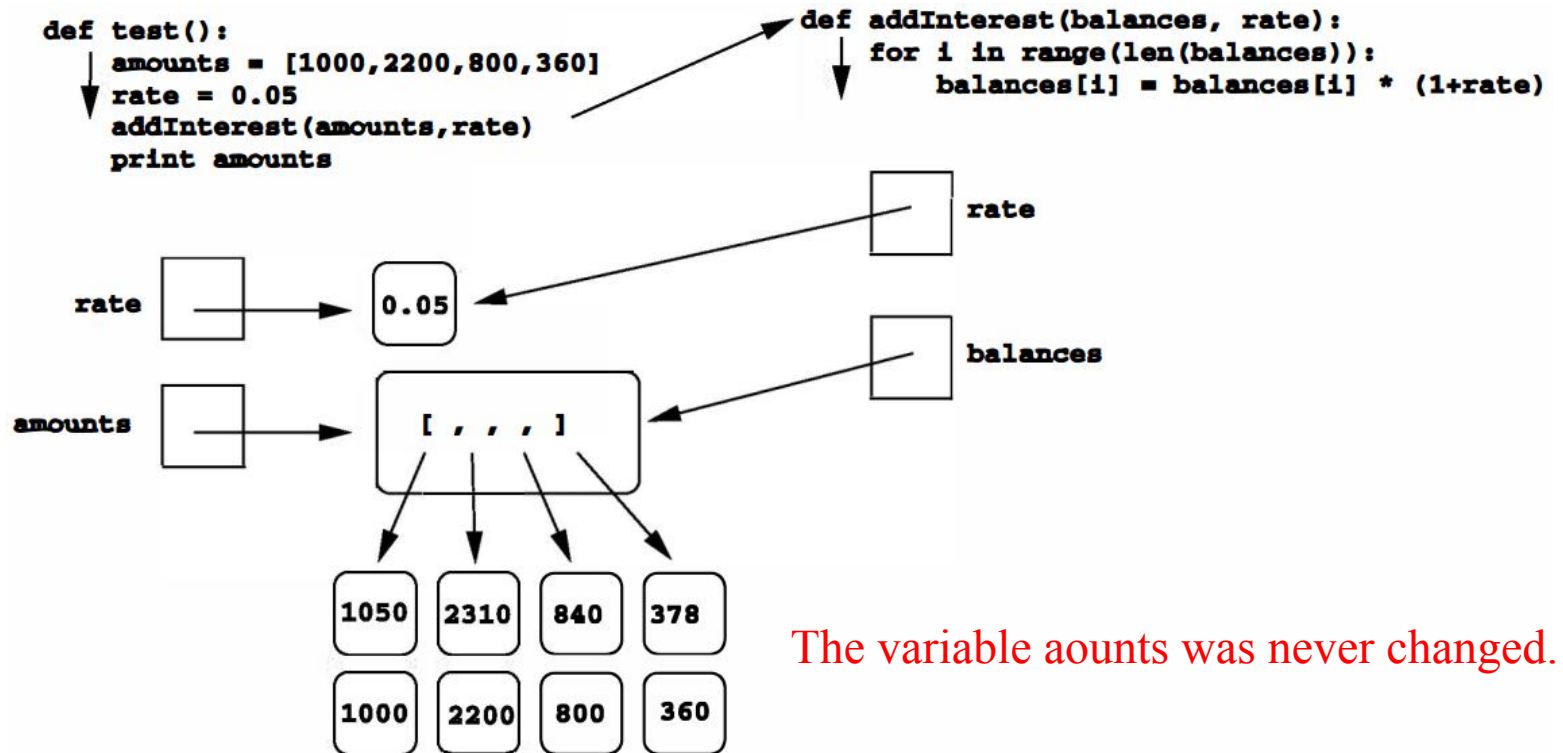 def test():
amounts = [1000,2200,800,360]
rate = 0.05
addInterest(amounts,rate)
print amounts
def addInterest(balances, rate):
for i in range(len(balances)):
balances[i] = balances[i] * (1+rate)
rate
rate
0.05
balances
amounts
[ , , , ]
1050 2310 840 378
1000 2200 800 360
The variable aounts was never changed.